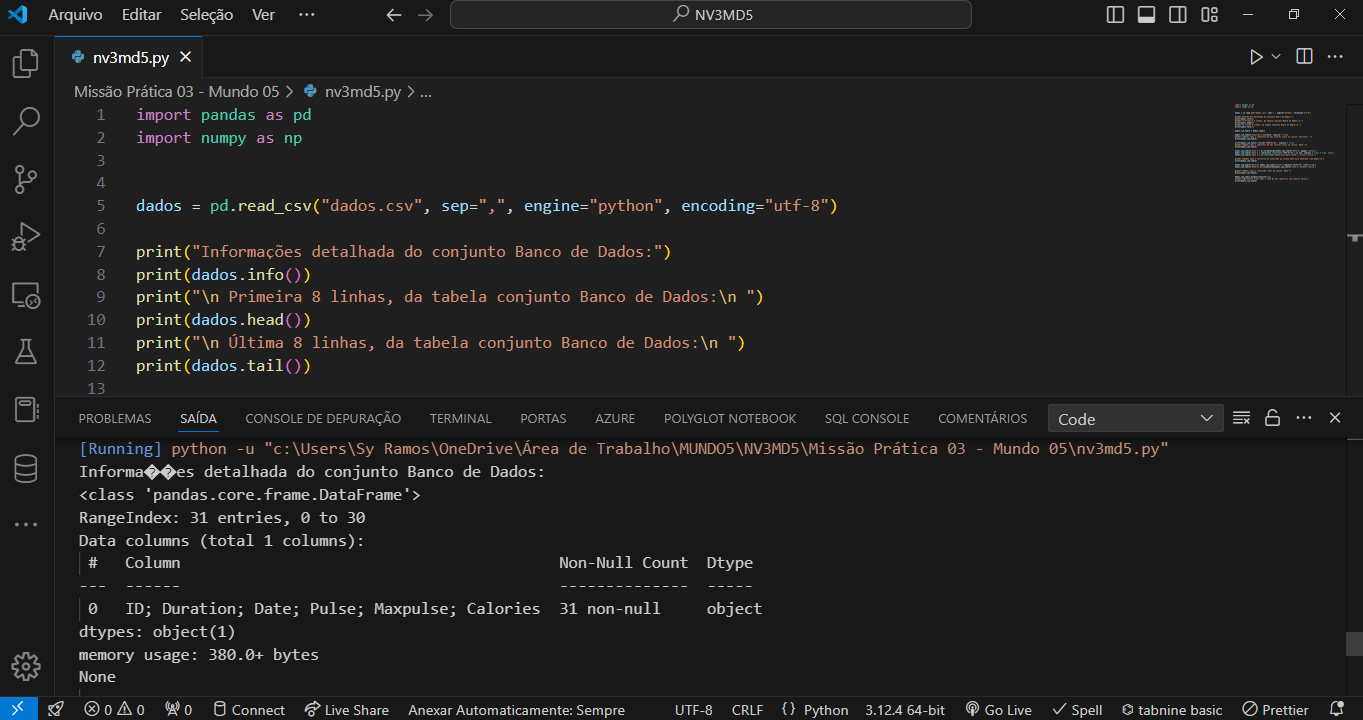 Arquivo Editar Seleção Ver ··· NV3MD5
nv3md5.py
Missão Prática 03 - Mundo 05 > nv3md5.py > ...
1 import pandas as pd
2 import numpy as np
3
4
5 dados = pd.read_csv("dados.csv", sep=",", engine="python", encoding="utf-8")
6
7 print("Informações detalhada do conjunto Banco de Dados:")
8 print(dados.info())
9 print("\n Primeira 8 linhas, da tabela conjunto Banco de Dados:\n ")
10 print(dados.head())
11 print("\n Última 8 linhas, da tabela conjunto Banco de Dados:\n ")
12 print(dados.tail())
13
PROBLEMAS SAÍDA CONSOLE DE DEPURAÇÃO TERMINAL PORTAS AZURE POLYGLOT NOTEBOOK SQL CONSOLE COMENTÁRIOS Code
[Running] python -u "c:\Users\Sy Ramos\OneDrive\Área de Trabalho\MUNDO5\NV3MD5\Missão Prática 03 - Mundo 05\nv3md5.py"
Informa��es detalhada do conjunto Banco de Dados:
<class 'pandas.core.frame.DataFrame'>
RangeIndex: 31 entries, 0 to 30
Data columns (total 1 columns):
# Column Non-Null Count Dtype
--- ------ -------------- -----
0 ID; Duration; Date; Pulse; Maxpulse; Calories 31 non-null object
dtypes: object(1)
memory usage: 380.0+ bytes
None
0 0 0 Connect Live Share Anexar Automaticamente: Sempre UTF-8 CRLF {} Python 3.12.4 64-bit Go Live Spell tabnine basic Prettier